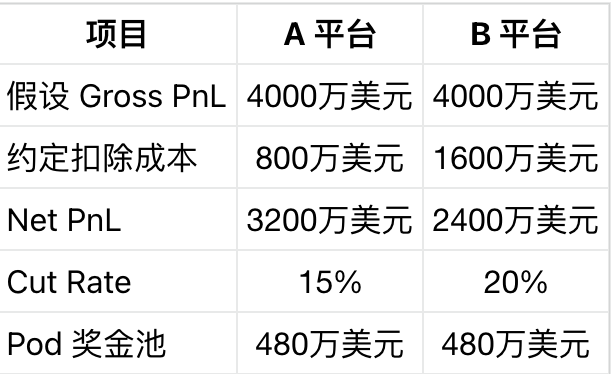 项目 A 平台 B 平台
假设 Gross PnL 4000万美元 4000万美元
约定扣除成本 800万美元 1600万美元
Net PnL 3200万美元 2400万美元
Cut Rate 15% 20%
Pod 奖金池 480万美元 480万美元